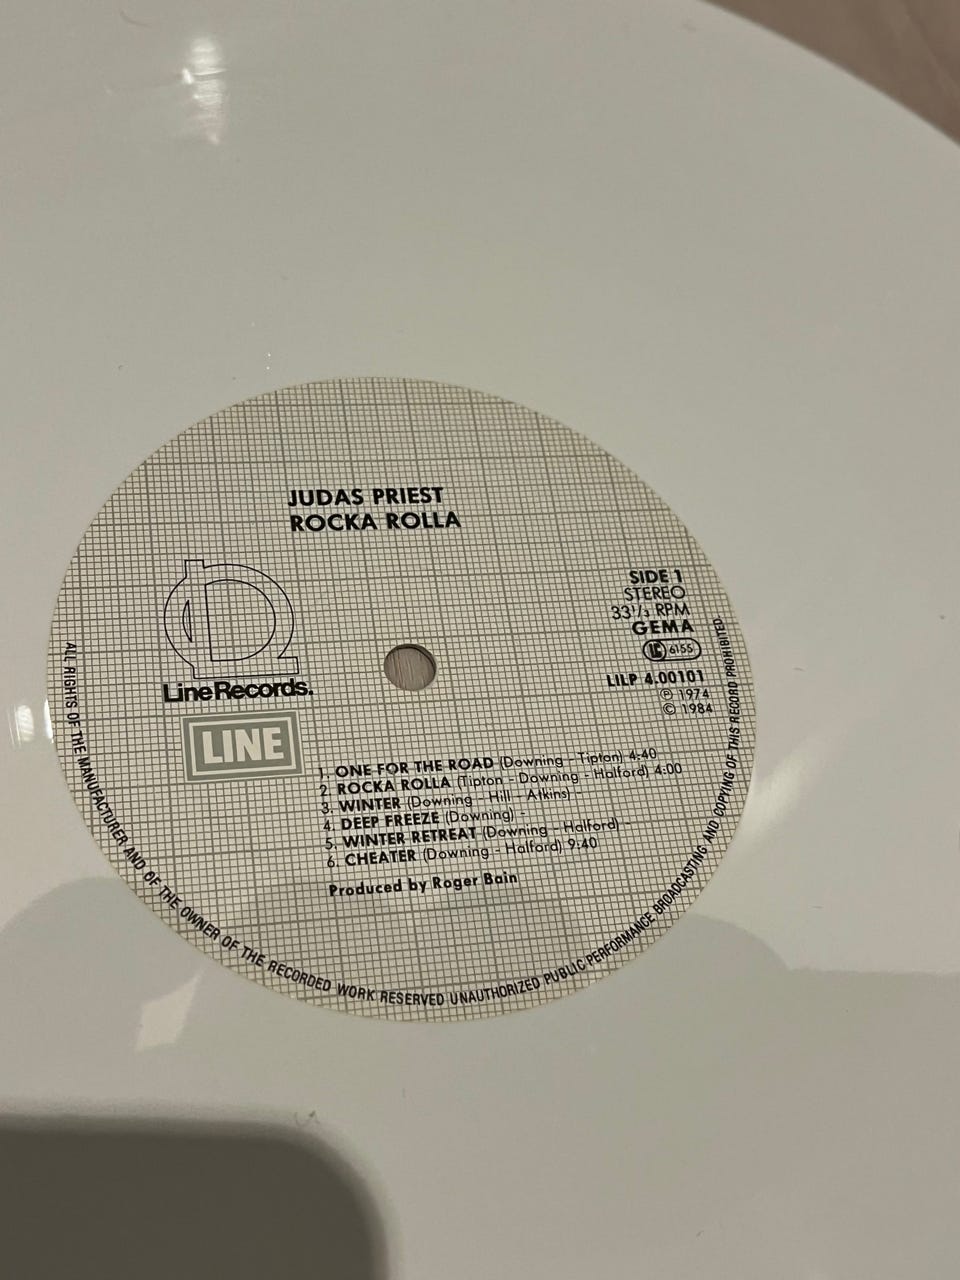 JUDAS PRIEST
ROCKA ROLLA
SIDE 1
STEREO
33⅓ RPM
GEMA
LC 6155
LILP 4.00101
℗ 1974
© 1984
Line Records.
LINE
1. ONE FOR THE ROAD (Downing - Tipton) 4:40
2. ROCKA ROLLA (Tipton - Downing - Halford) 4:00
3. WINTER (Downing - Hill - Atkins) -
4. DEEP FREEZE (Downing) -
5. WINTER RETREAT (Downing - Halford) -
6. CHEATER (Downing - Halford) 9:40
Produced by Roger Bain
ALL RIGHTS OF THE MANUFACTURER AND OF THE OWNER OF THE RECORDED WORK RESERVED UNAUTHORIZED PUBLIC PERFORMANCE BROADCASTING AND COPYING OF THIS RECORD PROHIBITED